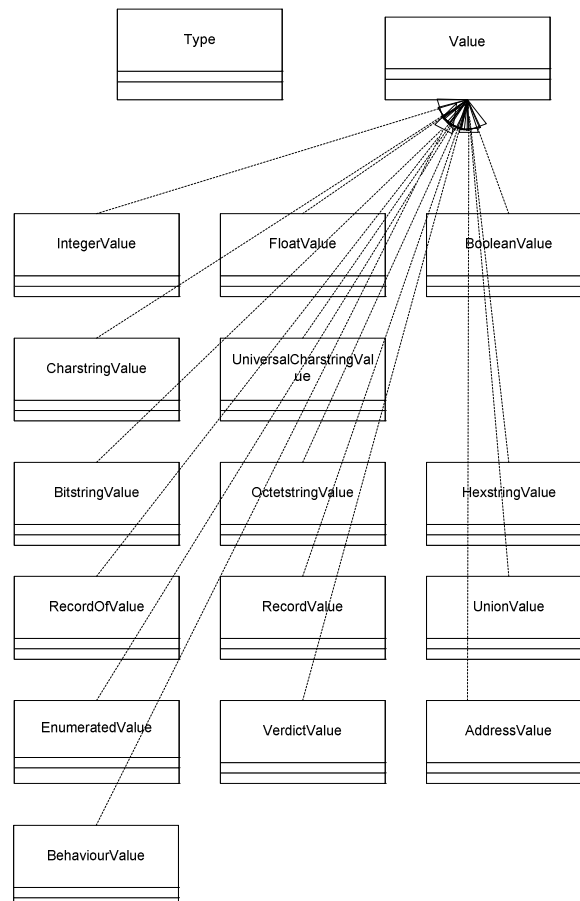 Type
Value
IntegerValue
FloatValue
BooleanValue
CharstringValue
UniversalCharstringVal
ue
BitstringValue
OctetstringValue
HexstringValue
RecordOfValue
RecordValue
UnionValue
EnumeratedValue
VerdictValue
AddressValue
BehaviourValue